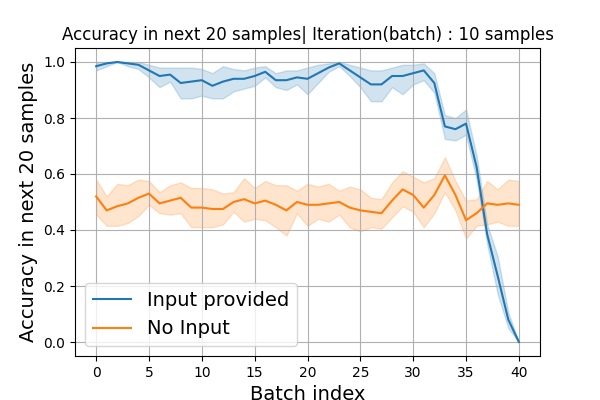 Accuracy in next 20 samples| Iteration(batch) : 10 samples
Accuracy in next 20 samples
1.0
0.8
0.6
0.4
0.2
0.0
Input provided
No Input
0 5 10 15 20 25 30 35 40
Batch index